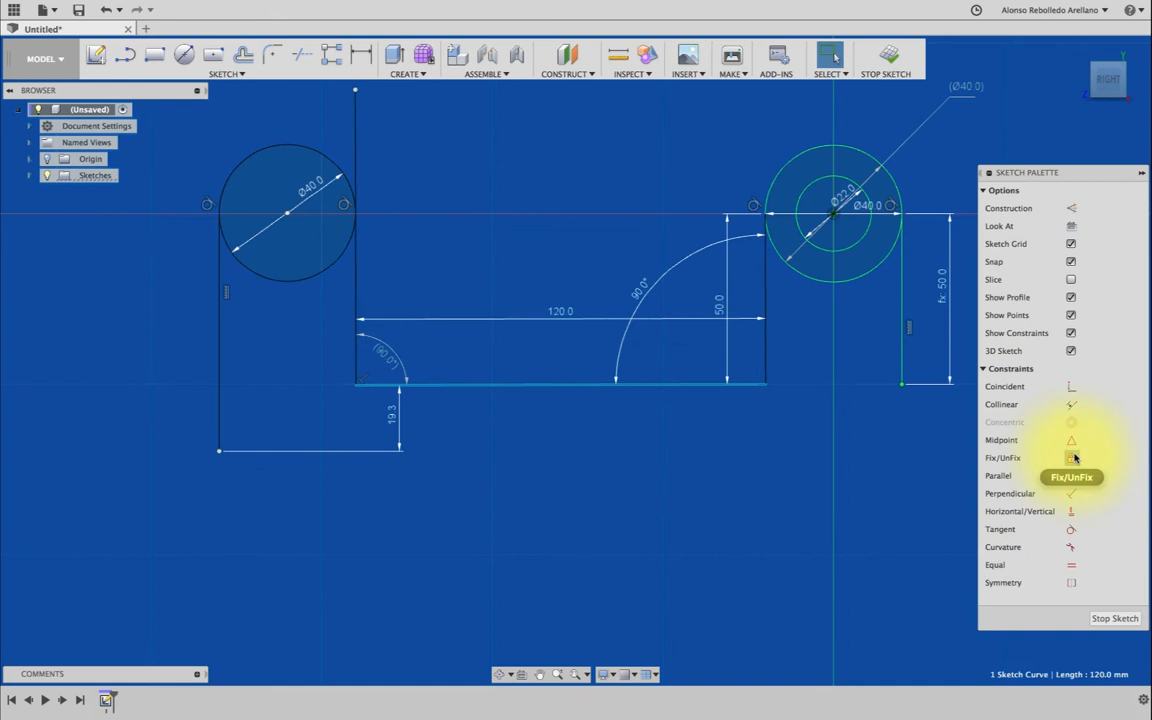 Alonso Rebolledo Arellano
Untitled*
MODEL
SKETCH
CREATE
ASSEMBLE
CONSTRUCT
INSPECT
INSERT
MAKE
ADD-INS
SELECT
STOP SKETCH
BROWSER
(Unsaved)
Document Settings
Named Views
Origin
Sketches
Y
RIGHT
Z
(Ø40.0)
Ø40.0
Ø22.0
Ø40.0
90.0°
50.0
fx: 50.0
120.0
(90.0°)
19.3
SKETCH PALETTE
Options
Construction
Look At
Sketch Grid
Snap
Slice
Show Profile
Show Points
Show Constraints
3D Sketch
Constraints
Coincident
Collinear
Concentric
Midpoint
Fix/UnFix
Parallel
Fix/UnFix
Perpendicular
Horizontal/Vertical
Tangent
Curvature
Equal
Symmetry
Stop Sketch
COMMENTS
1 Sketch Curve | Length : 120.0 mm